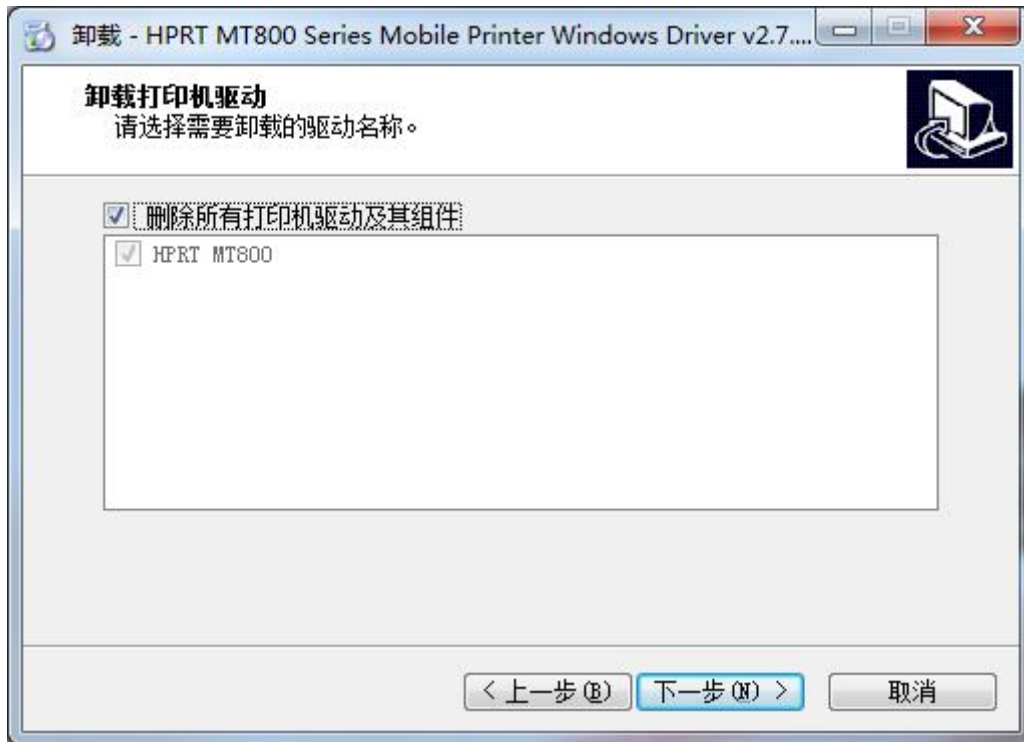 卸载 - HPRT MT800 Series Mobile Printer Windows Driver v2.7....
卸载打印机驱动
请选择需要卸载的驱动名称。
删除所有打印机驱动及其组件
HPRT MT800
< 上一步(B)
下一步(N) >
取消